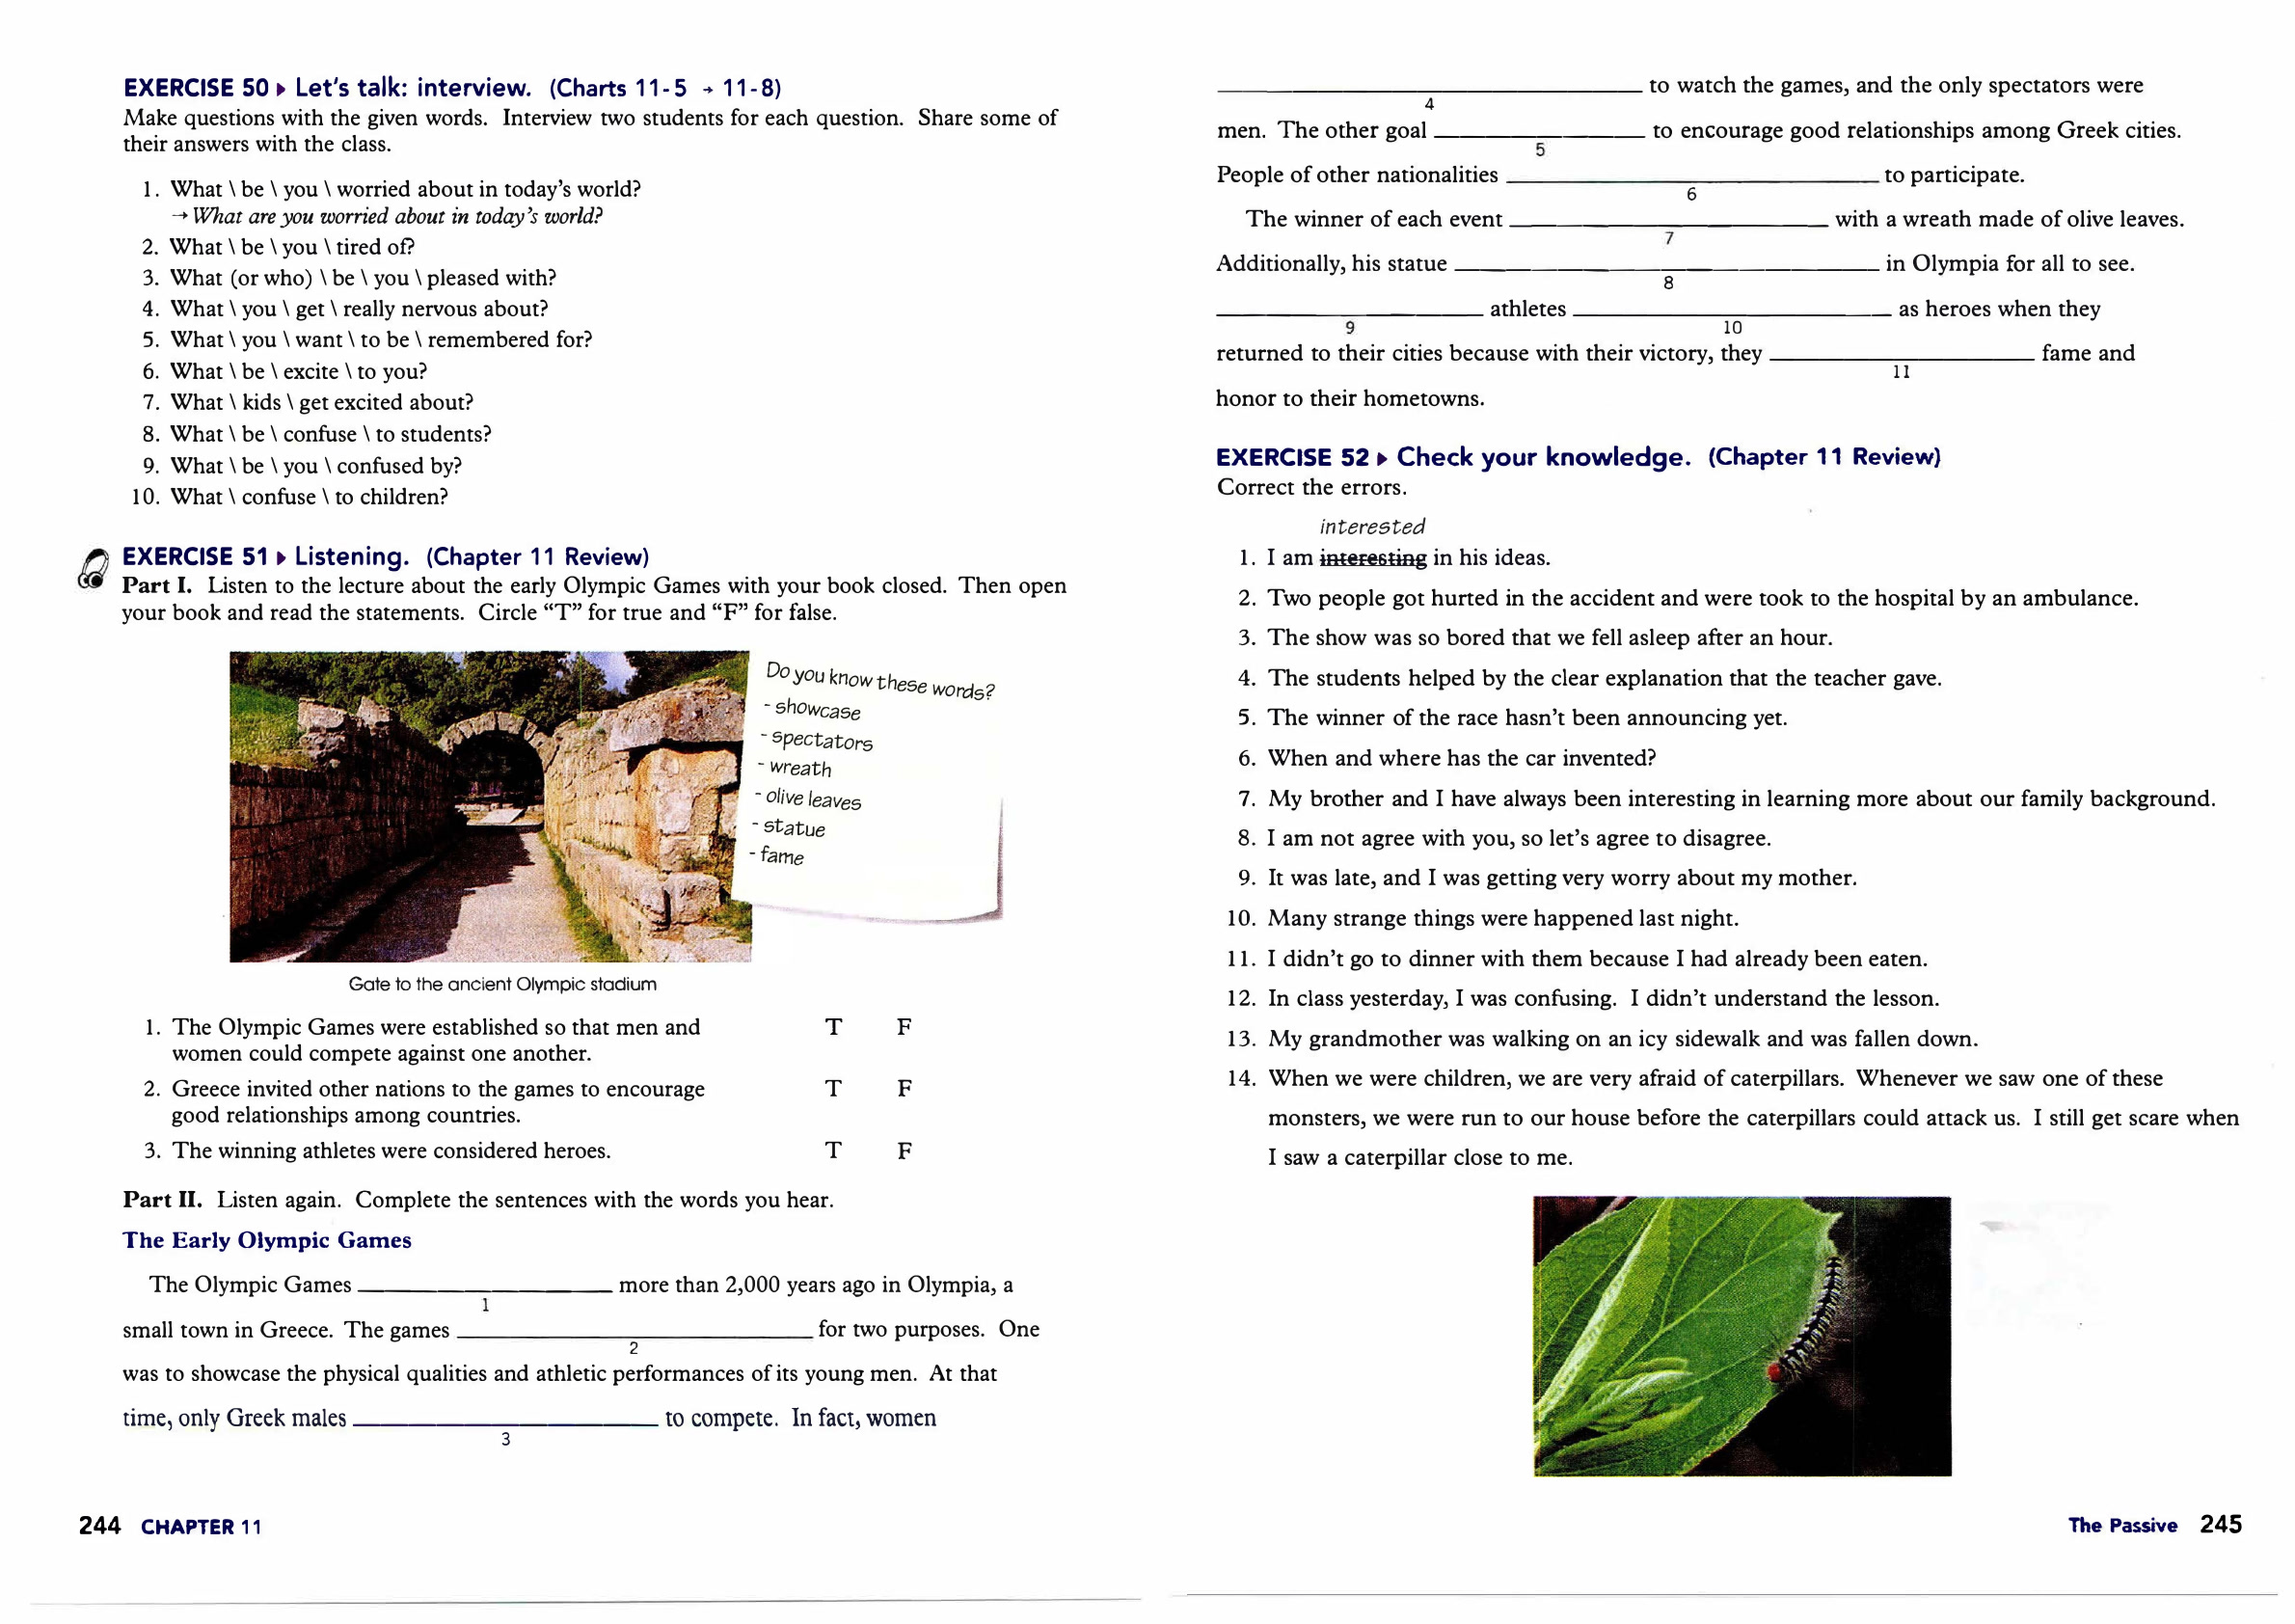 EXERCISE 50 ▸ Let's talk: interview. (Charts 11-5 → 11-8)
Make questions with the given words. Interview two students for each question. Share some of
their answers with the class.
1. What \ be \ you \ worried about in today's world?
→ What are you worried about in today's world?
2. What \ be \ you \ tired of?
3. What (or who) \ be \ you \ pleased with?
4. What \ you \ get \ really nervous about?
5. What \ you \ want \ to be \ remembered for?
6. What \ be \ excite \ to you?
7. What \ kids \ get excited about?
8. What \ be \ confuse \ to students?
9. What \ be \ you \ confused by?
10. What \ confuse \ to children?
EXERCISE 51 ▸ Listening. (Chapter 11 Review)
Part I. Listen to the lecture about the early Olympic Games with your book closed. Then open
your book and read the statements. Circle “T” for true and “F” for false.
Do you know these words?
- showcase
- spectators
- wreath
- olive leaves
- statue
- fame
Gate to the ancient Olympic stadium
1. The Olympic Games were established so that men and T F
women could compete against one another.
2. Greece invited other nations to the games to encourage T F
good relationships among countries.
3. The winning athletes were considered heroes. T F
Part II. Listen again. Complete the sentences with the words you hear.
The Early Olympic Games
The Olympic Games ____________ more than 2,000 years ago in Olympia, a
1
small town in Greece. The games ____________ for two purposes. One
2
was to showcase the physical qualities and athletic performances of its young men. At that
time, only Greek males ____________ to compete. In fact, women
3
244 CHAPTER 11
____________ to watch the games, and the only spectators were
4
men. The other goal ____________ to encourage good relationships among Greek cities.
5
People of other nationalities ____________ to participate.
6
The winner of each event ____________ with a wreath made of olive leaves.
7
Additionally, his statue ____________ in Olympia for all to see.
8
____________ athletes ____________ as heroes when they
9 10
returned to their cities because with their victory, they ____________ fame and
11
honor to their hometowns.
EXERCISE 52 ▸ Check your knowledge. (Chapter 11 Review)
Correct the errors.
interested
1. I am interesting in his ideas.
2. Two people got hurted in the accident and were took to the hospital by an ambulance.
3. The show was so bored that we fell asleep after an hour.
4. The students helped by the clear explanation that the teacher gave.
5. The winner of the race hasn't been announcing yet.
6. When and where has the car invented?
7. My brother and I have always been interesting in learning more about our family background.
8. I am not agree with you, so let's agree to disagree.
9. It was late, and I was getting very worry about my mother.
10. Many strange things were happened last night.
11. I didn't go to dinner with them because I had already been eaten.
12. In class yesterday, I was confusing. I didn't understand the lesson.
13. My grandmother was walking on an icy sidewalk and was fallen down.
14. When we were children, we are very afraid of caterpillars. Whenever we saw one of these
monsters, we were run to our house before the caterpillars could attack us. I still get scare when
I saw a caterpillar close to me.
The Passive 245